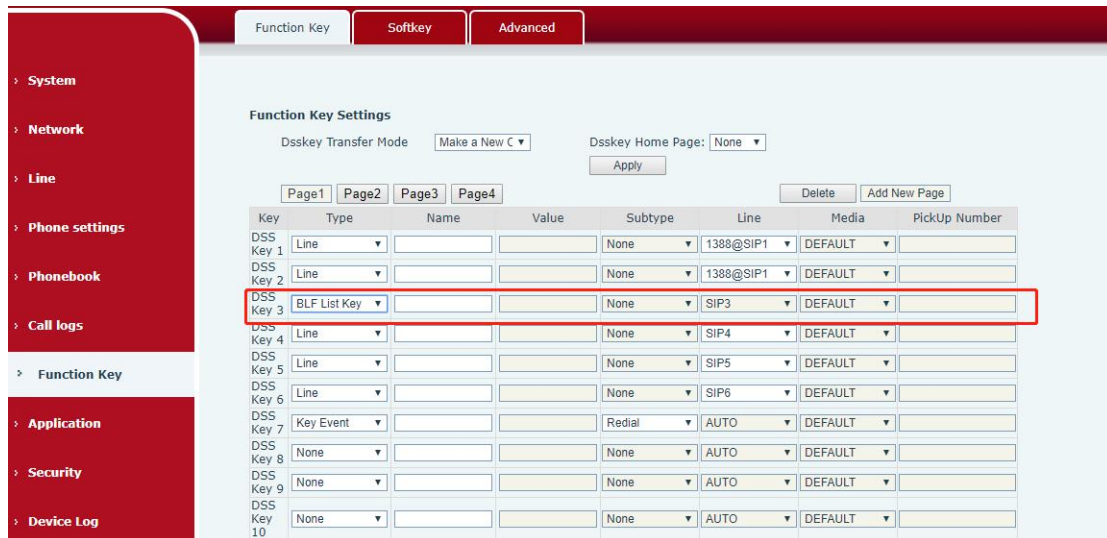 Function Key Softkey Advanced
System
Network
Line
Phone settings
Phonebook
Call logs
Function Key
Application
Security
Device Log
Function Key Settings
Dsskey Transfer Mode Make a New C Dsskey Home Page: None
Apply
Page1 Page2 Page3 Page4 Delete Add New Page
Key Type Name Value Subtype Line Media PickUp Number
DSS Key 1 Line None 1388@SIP1 DEFAULT
DSS Key 2 Line None 1388@SIP1 DEFAULT
DSS Key 3 BLF List Key None SIP3 DEFAULT
DSS Key 4 Line None SIP4 DEFAULT
DSS Key 5 Line None SIP5 DEFAULT
DSS Key 6 Line None SIP6 DEFAULT
DSS Key 7 Key Event Redial AUTO DEFAULT
DSS Key 8 None None AUTO DEFAULT
DSS Key 9 None None AUTO DEFAULT
DSS Key 10 None None AUTO DEFAULT